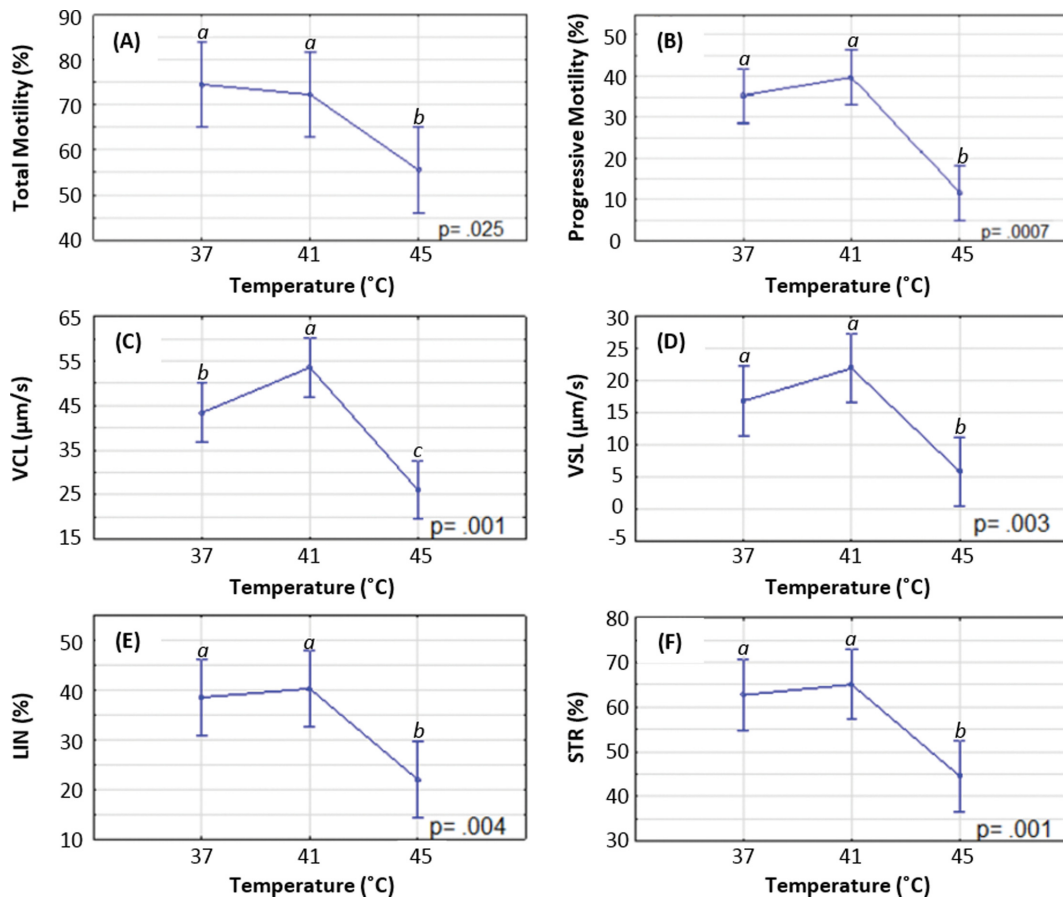 (A)
Total Motility (%)
90
80
70
60
50
40
a
a
b
p= .025
37
41
45
Temperature (˚C)
(B)
Progressive Motility (%)
50
40
30
20
10
0
a
a
b
p= .0007
37
41
45
Temperature (˚C)
(C)
VCL (μm/s)
65
55
45
35
25
15
b
a
c
p= .001
37
41
45
Temperature (˚C)
(D)
VSL (μm/s)
30
25
20
15
10
5
0
-5
a
a
b
p= .003
37
41
45
Temperature (˚C)
(E)
LIN (%)
50
40
30
20
10
a
a
b
p= .004
37
41
45
Temperature (˚C)
(F)
STR (%)
80
70
60
50
40
30
a
a
b
p= .001
37
41
45
Temperature (˚C)